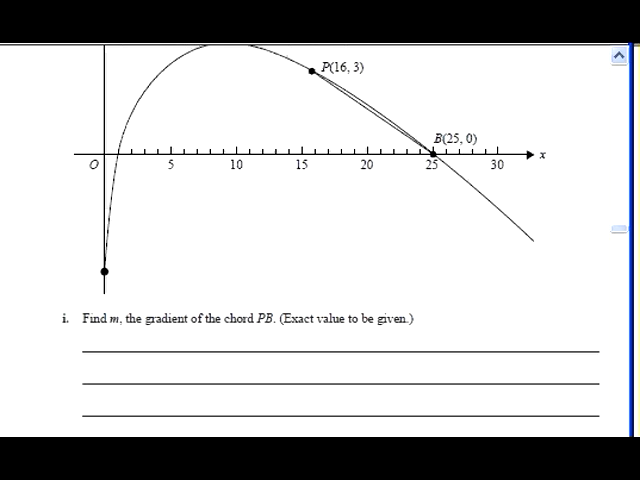 P(16, 3)
B(25, 0)
x
O 5 10 15 20 25 30
i. Find m, the gradient of the chord PB. (Exact value to be given.)